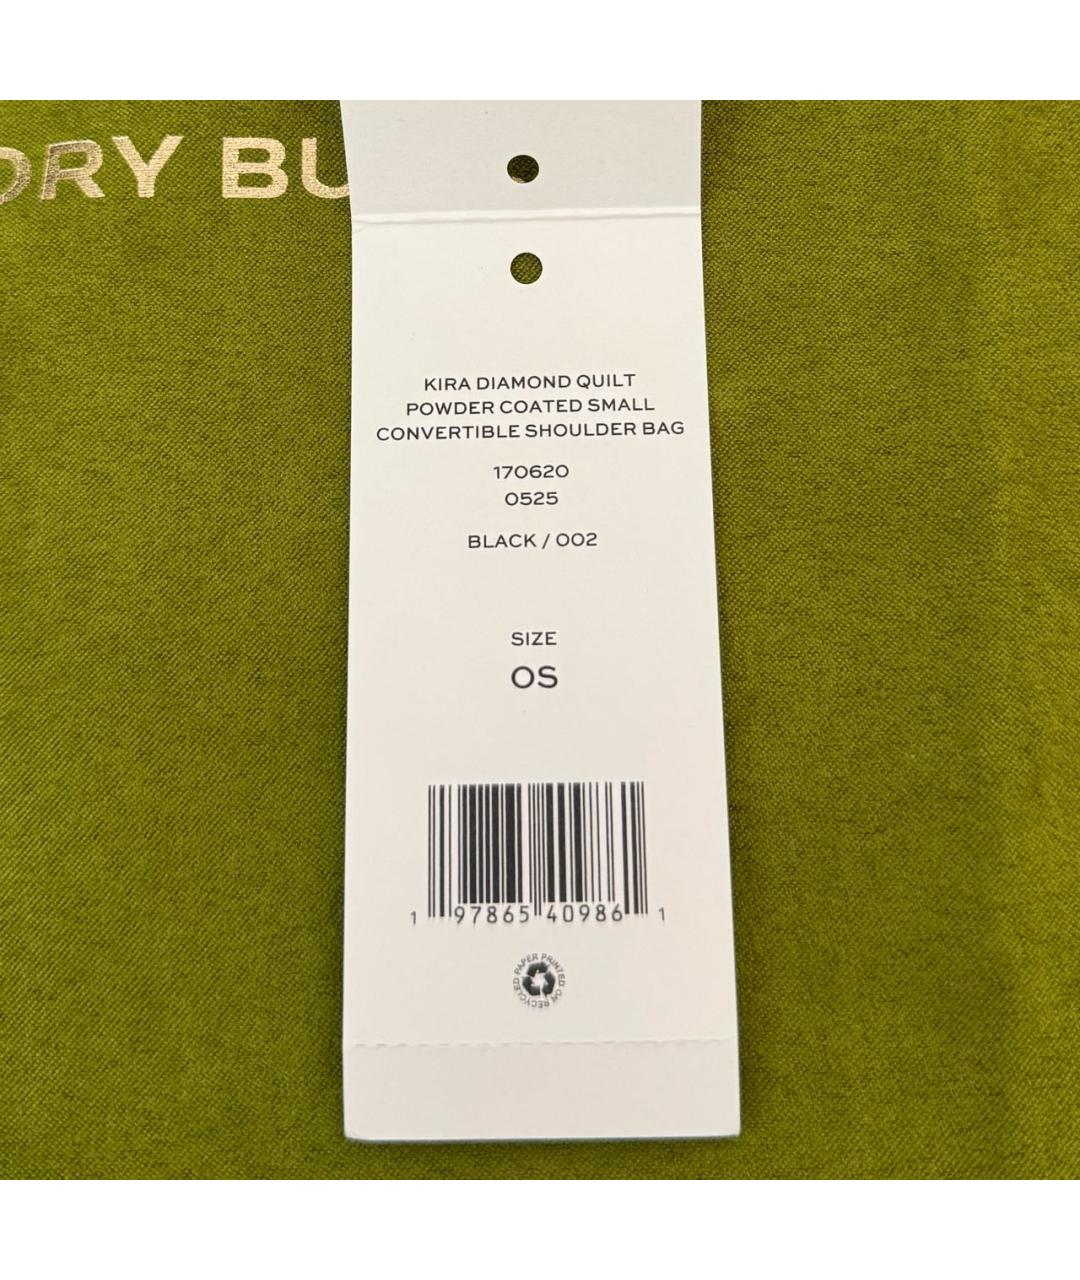 ORY BU
KIRA DIAMOND QUILT
POWDER COATED SMALL
CONVERTIBLE SHOULDER BAG
170620
0525
BLACK / 002
SIZE
OS
1 97865 40986 1
PAPER PRINTED ON RECYCLED